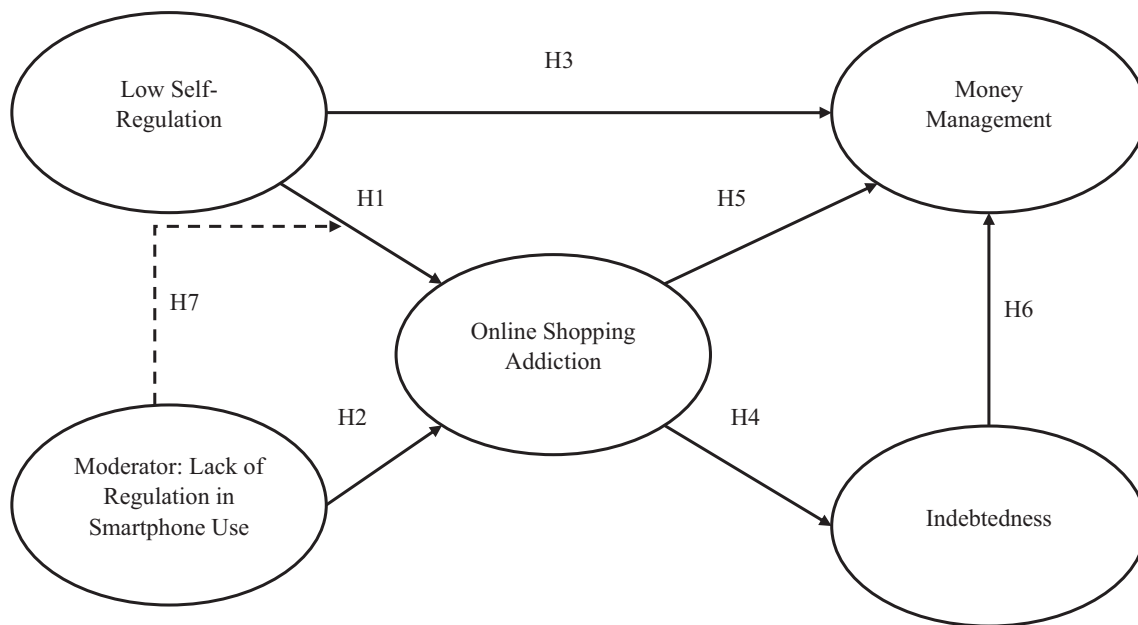 Low Self-
Regulation
H3
Money
Management
H1
H5
H7
Online Shopping
Addiction
H6
H2
H4
Moderator: Lack of
Regulation in
Smartphone Use
Indebtedness